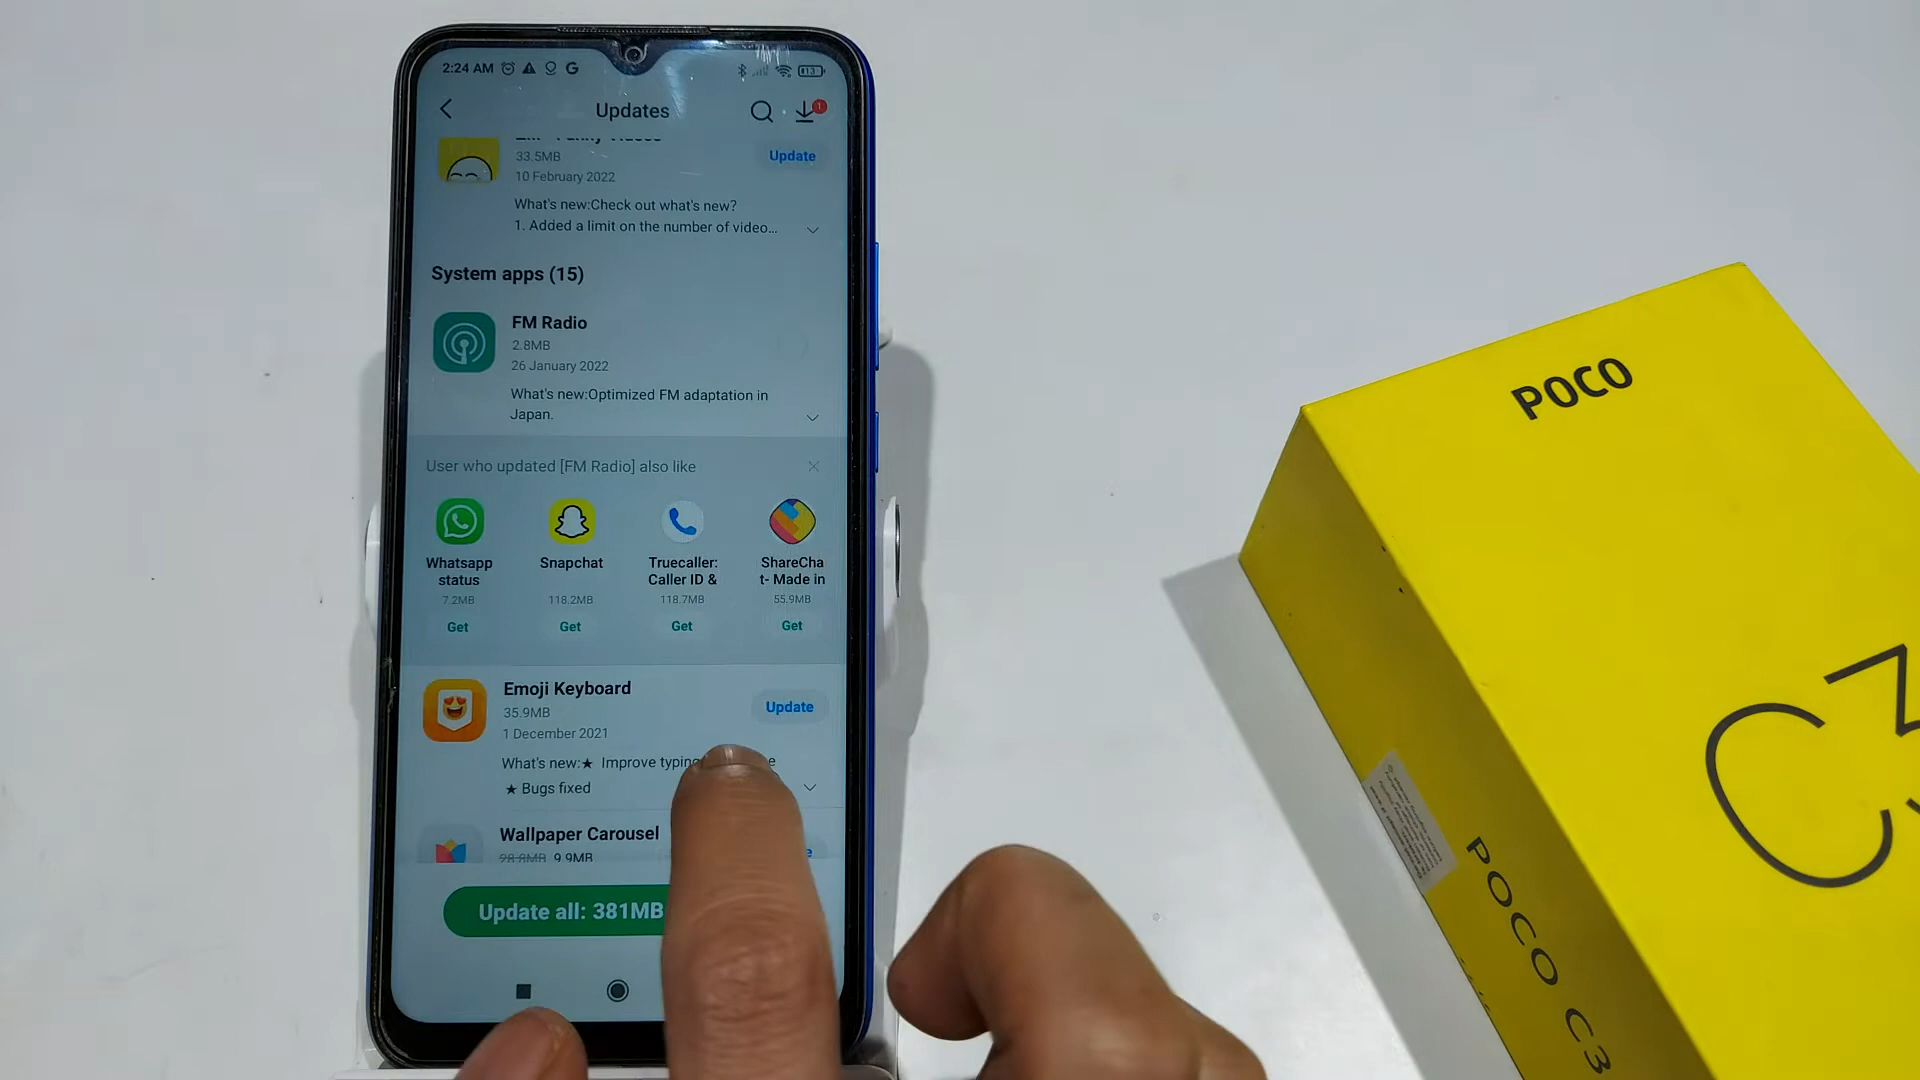 2:24 AM
13
Updates
1
33.5MB
Update
10 February 2022
What's new:Check out what's new?
1. Added a limit on the number of video...
System apps (15)
FM Radio
2.8MB
26 January 2022
What's new:Optimized FM adaptation in
Japan.
User who updated [FM Radio] also like
Whatsapp
status
7.2MB
Get
Snapchat
118.2MB
Get
Truecaller:
Caller ID &
118.7MB
Get
ShareCha
t- Made in
55.9MB
Get
Emoji Keyboard
35.9MB
Update
1 December 2021
What's new:★ Improve typing
★ Bugs fixed
Wallpaper Carousel
28.8MB 9.9MB
Update all: 381MB
POCO
C3
POCO C3